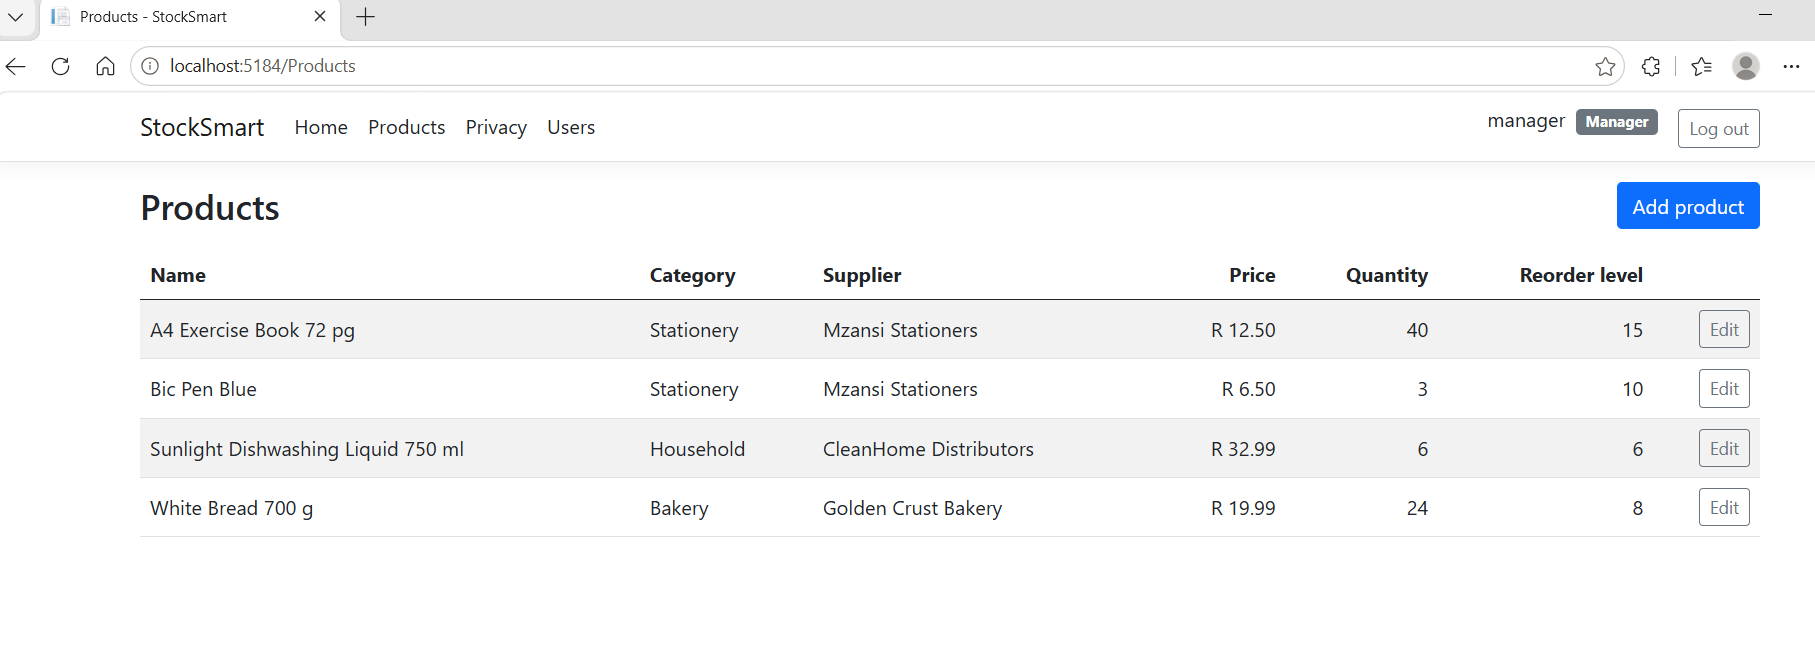 Products - StockSmart
localhost:5184/Products
StockSmart Home Products Privacy Users manager Manager Log out
Products Add product
Name Category Supplier Price Quantity Reorder level
A4 Exercise Book 72 pg Stationery Mzansi Stationers R 12.50 40 15 Edit
Bic Pen Blue Stationery Mzansi Stationers R 6.50 3 10 Edit
Sunlight Dishwashing Liquid 750 ml Household CleanHome Distributors R 32.99 6 6 Edit
White Bread 700 g Bakery Golden Crust Bakery R 19.99 24 8 Edit